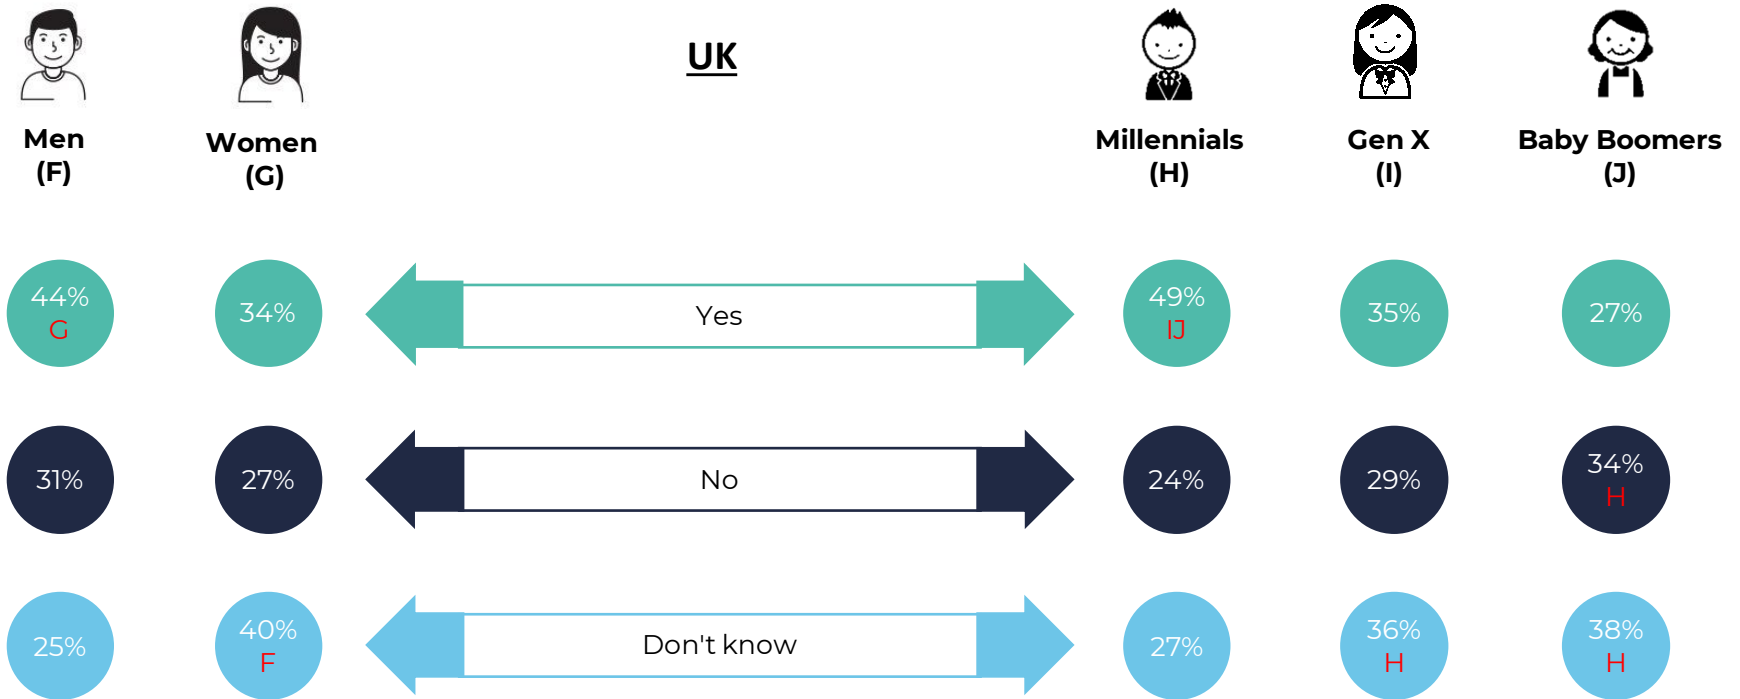 UK
Men
(F)
Women
(G)
Millennials
(H)
Gen X
(I)
Baby Boomers
(J)
44%
G
34%
Yes
49%
IJ
35%
27%
31%
27%
No
24%
29%
34%
H
25%
40%
F
Don't know
27%
36%
H
38%
H